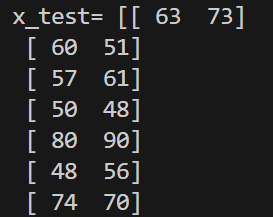 x_test= [[ 63  73]
 [ 60  51]
 [ 57  61]
 [ 50  48]
 [ 80  90]
 [ 48  56]
 [ 74  70]